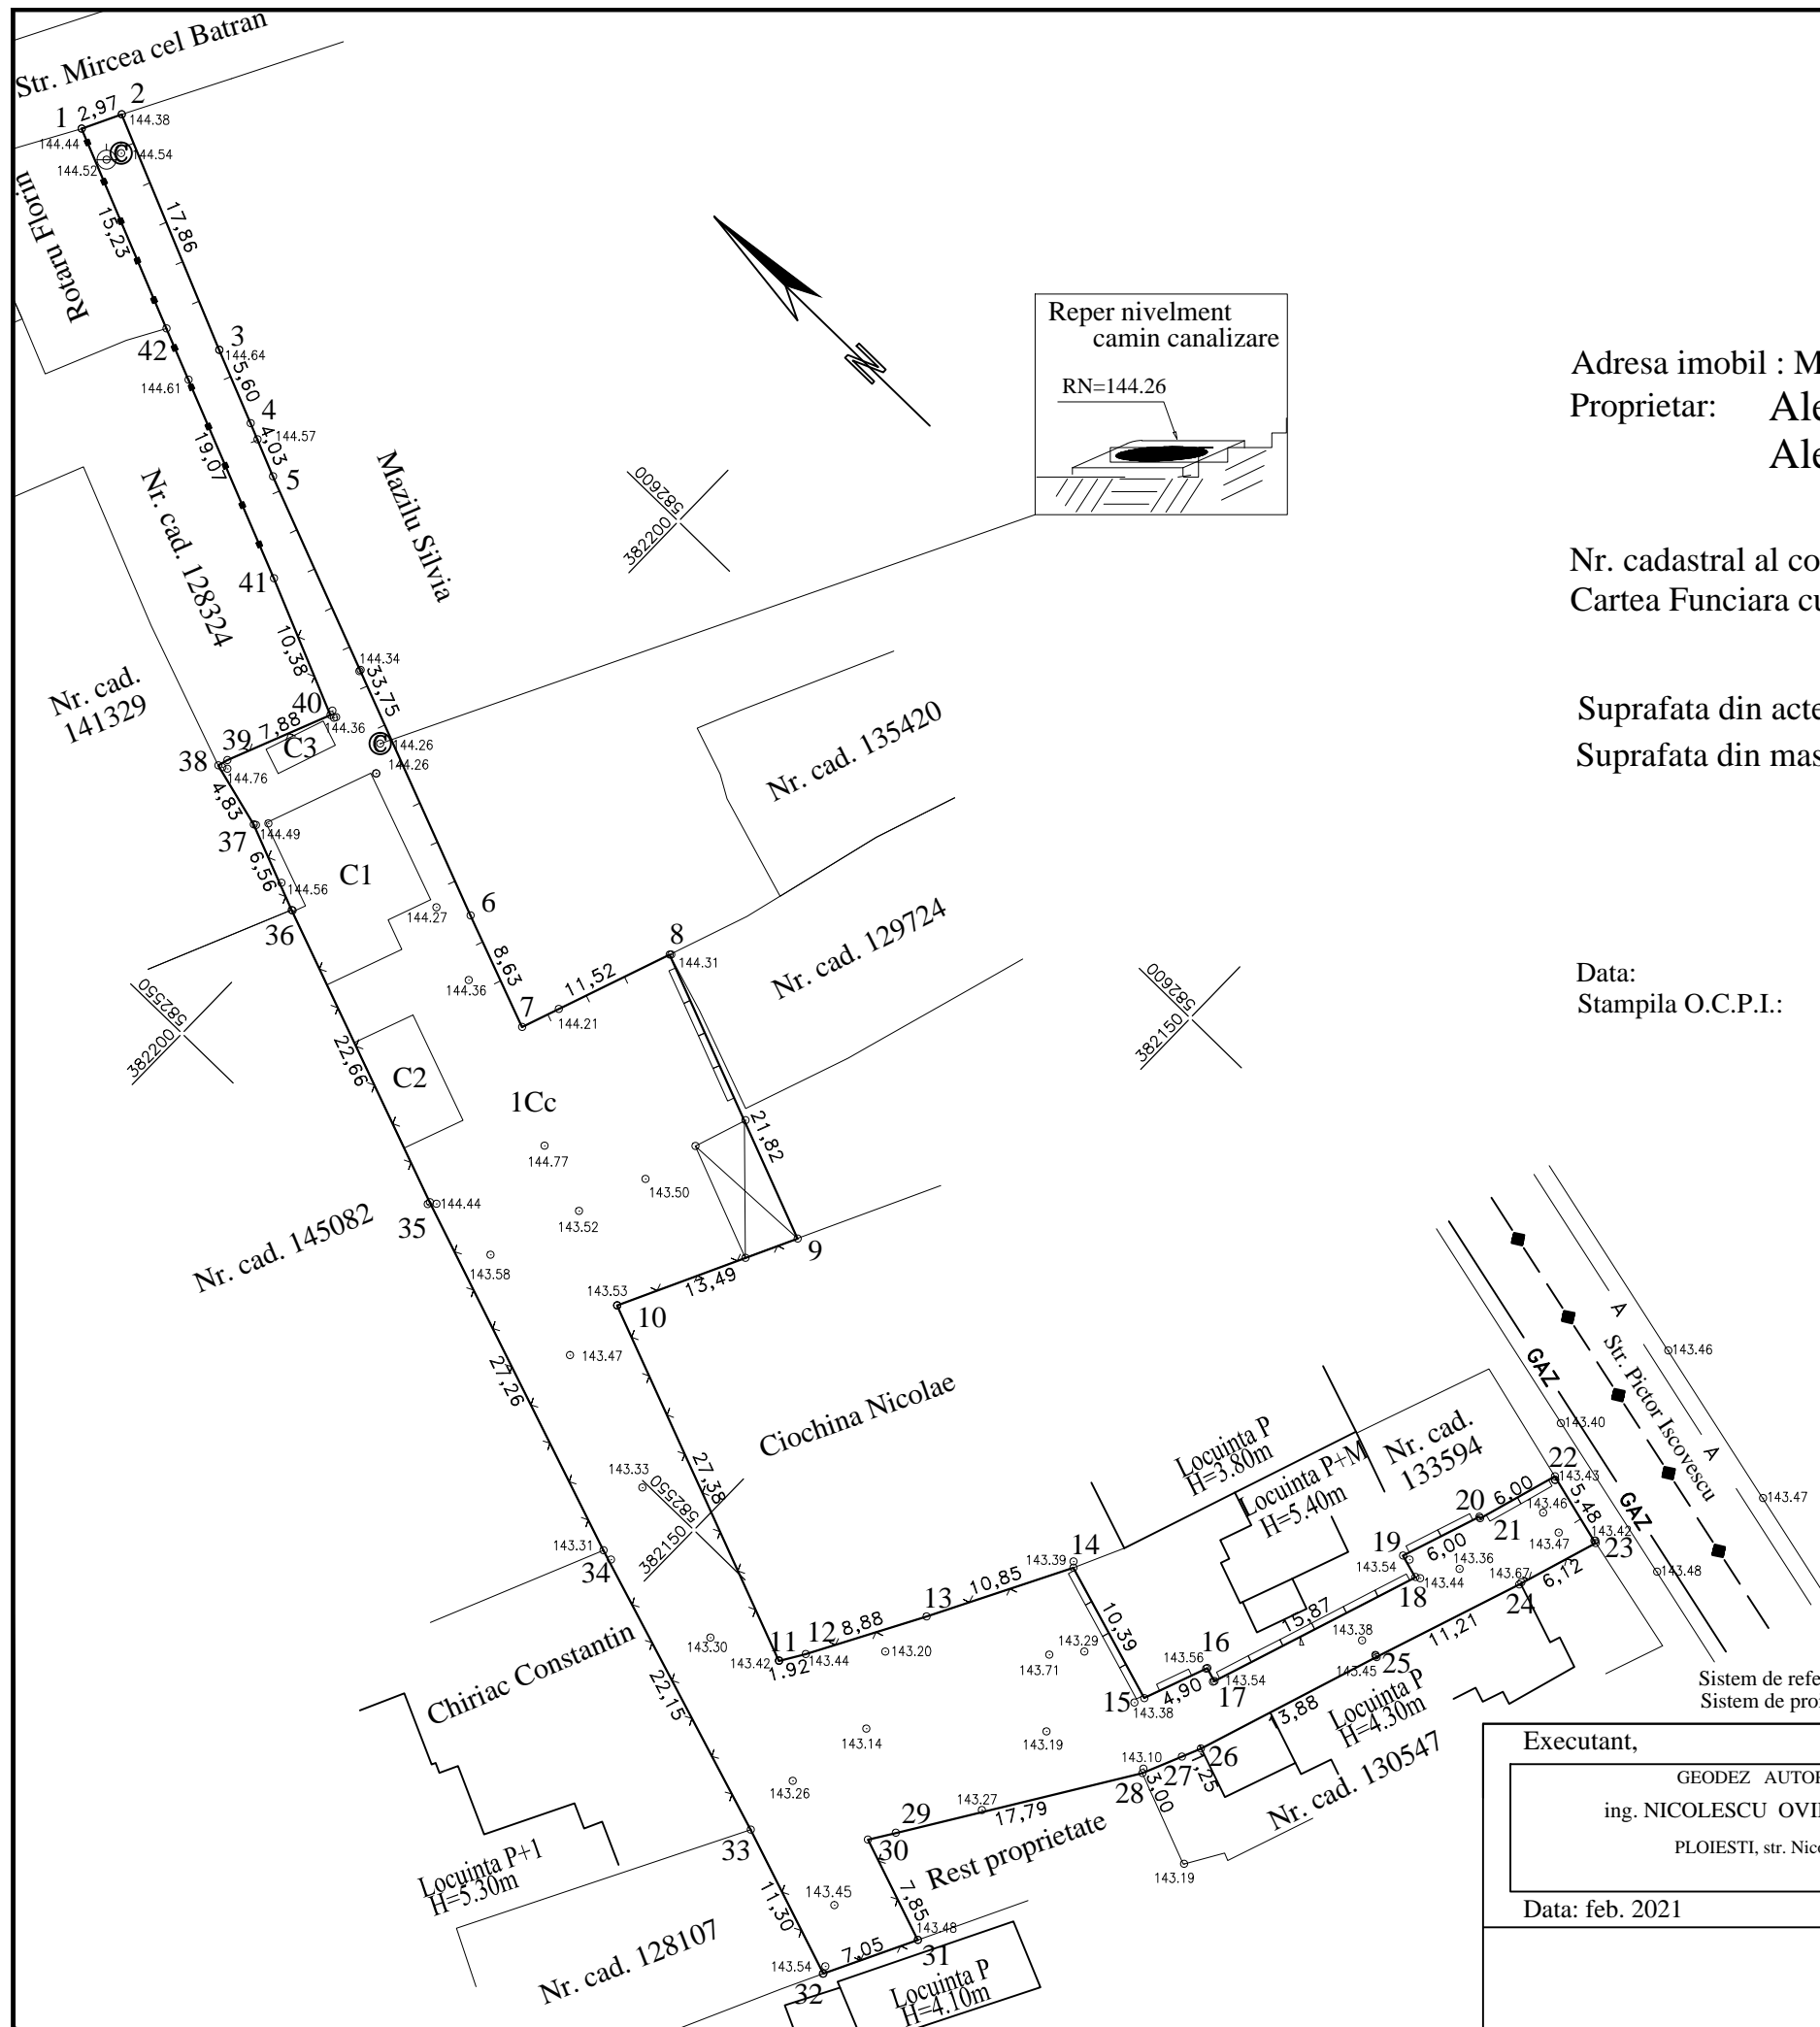 Str. Mircea cel Batran
1
2,97
2
144.38
144.44
C
144.54
144.52
Rotaru Florin
15,23
17,86
42
144.61
3
144.64
5,60
4
144.57
4,03
5
19,07
Nr. cad. 128324
Mazilu Silvia
41
10,38
N
Reper nivelment
camin canalizare
RN=144.26
582600
382200
Adresa imobil : M
Proprietar:
Ale
Ale
Nr. cadastral al co
Cartea Funciara cu
Suprafata din acte
Suprafata din mas
Data:
Stampila O.C.P.I.:
Nr. cad.
141329
144.34
33,75
40
144.36
39
7,88
C3
38
144.76
C
144.26
144.26
4,83
37
144.49
6,56
144.56
C1
36
144.27
6
8,63
144.36
7
11,52
144.21
8
144.31
Nr. cad. 135420
Nr. cad. 129724
582550
382200
582600
382150
22,66
C2
1Cc
144.77
143.50
143.52
21,82
35
144.44
Nr. cad. 145082
143.58
9
13,49
143.53
10
143.47
27,26
Ciochina Nicolae
27,38
143.33
582550
382150
143.31
34
Chiriac Constantin
22,15
143.30
11
143.42
1.92
12
143.44
8,88
13
143.20
10,85
14
143.39
10,39
143.29
143.71
15
143.38
4,90
16
143.56
17
143.54
15,87
Locuinta P
H=3.80m
Locuinta P+M
H=5.40m
Nr. cad.
133594
18
143.44
19
143.54
6,00
20
21
6,00
22
143.43
143.46
143.47
143.36
5,48
143.42
23
6,12
143.67
24
11,21
143.38
25
143.45
13,88
Locuinta P
H=4.30m
26
1,25
27
28
143.10
3,00
Nr. cad. 130547
143.19
143.19
143.14
143.26
143.27
17,79
29
30
Rest proprietate
7,85
143.48
31
7,05
143.45
33
11,30
143.54
32
Locuinta P
H=4.10m
Locuinta P+1
H=5.30m
Nr. cad. 128107
GAZ
GAZ
A
A
Str. Pictor Iscovescu
143.46
143.40
143.47
143.48
Sistem de refe
Sistem de pro
Executant,
GEODEZ AUTO
ing. NICOLESCU OVI
PLOIESTI, str. Nico
Data: feb. 2021